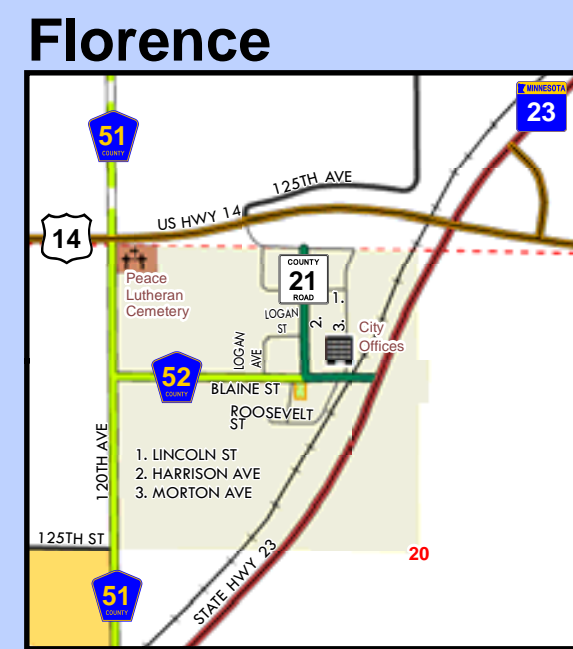 Florence
MINNESOTA
23
51
COUNTY
125TH AVE
US HWY 14
14
Peace
Lutheran
Cemetery
COUNTY
21
ROAD
1.
LOGAN
ST
2.
3.
City
Offices
LOGAN
AVE
52
COUNTY
BLAINE ST
ROOSEVELT
ST
120TH AVE
1. LINCOLN ST
2. HARRISON AVE
3. MORTON AVE
125TH ST
20
STATE HWY 23
51
COUNTY